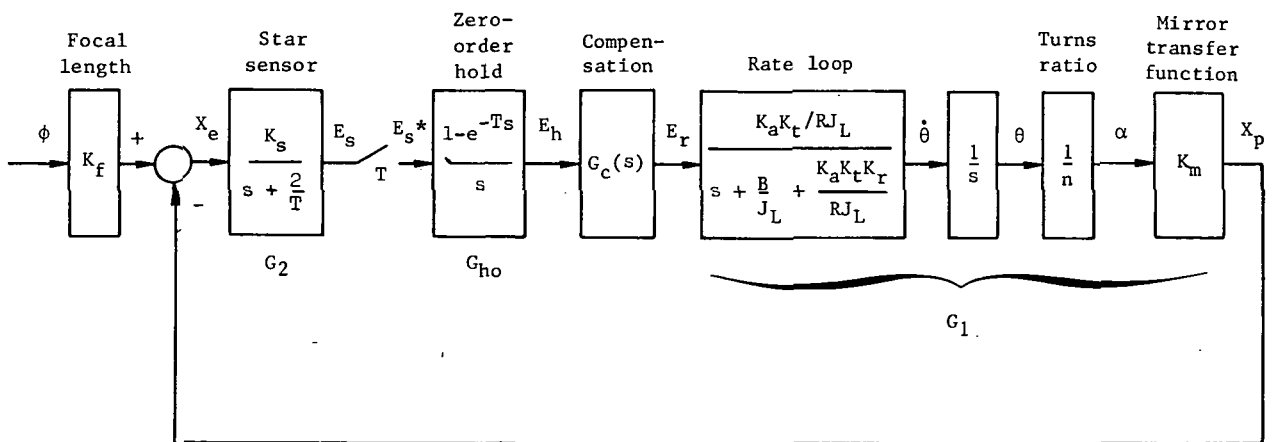 Focal
length
Star
sensor
Zero-
order
hold
Compen-
sation
Rate loop
Turns
ratio
Mirror
transfer
function
ϕ
K_f
+
-
X_e
K_s
s + 2/T
E_s
T
E_s*
1-e^-Ts
s
E_h
G_c(s)
E_r
K_aK_t/RJ_L
s + B/J_L + K_aK_tK_r/RJ_L
θ̇
1/s
θ
1/n
α
K_m
X_p
G_2
G_ho
G_1